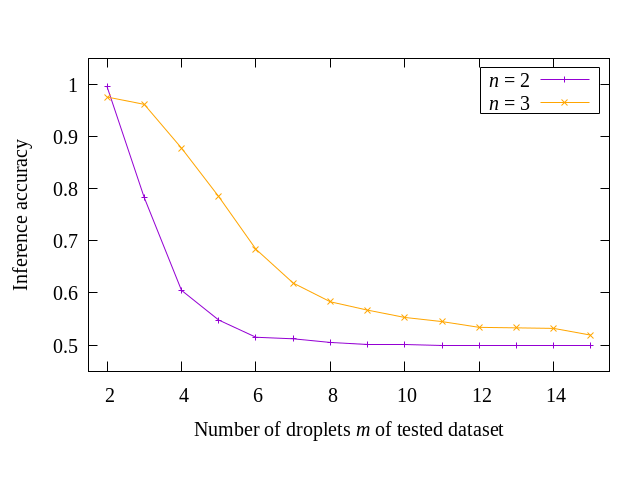 n = 2
n = 3
1
0.9
0.8
0.7
0.6
0.5
Inference accuracy
2 4 6 8 10 12 14
Number of droplets m of tested dataset